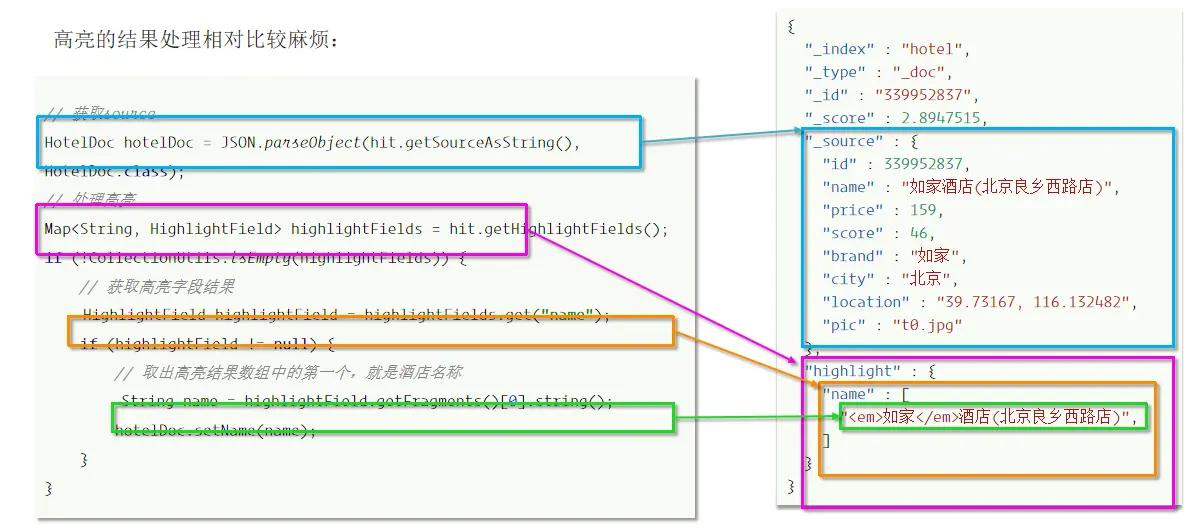 高亮的结果处理相对比较麻烦：
// 获取source
HotelDoc hotelDoc = JSON.parseObject(hit.getSourceAsString(),
HotelDoc.class);
// 处理高亮
Map<String, HighlightField> highlightFields = hit.getHighlightFields();
if (!CollectionUtils.isEmpty(highlightFields)) {
// 获取高亮字段结果
HighlightField highlightField = highlightFields.get("name");
if (highlightField != null) {
// 取出高亮结果数组中的第一个，就是酒店名称
String name = highlightField.getFragments()[0].string();
hotelDoc.setName(name);
}
}
{
"_index" : "hotel",
"_type" : "_doc",
"_id" : "339952837",
"_score" : 2.8947515,
"_source" : {
"id" : 339952837,
"name" : "如家酒店(北京良乡西路店)",
"price" : 159,
"score" : 46,
"brand" : "如家",
"city" : "北京",
"location" : "39.73167, 116.132482",
"pic" : "t0.jpg"
},
"highlight" : {
"name" : [
"<em>如家</em>酒店(北京良乡西路店)",
]
}
}